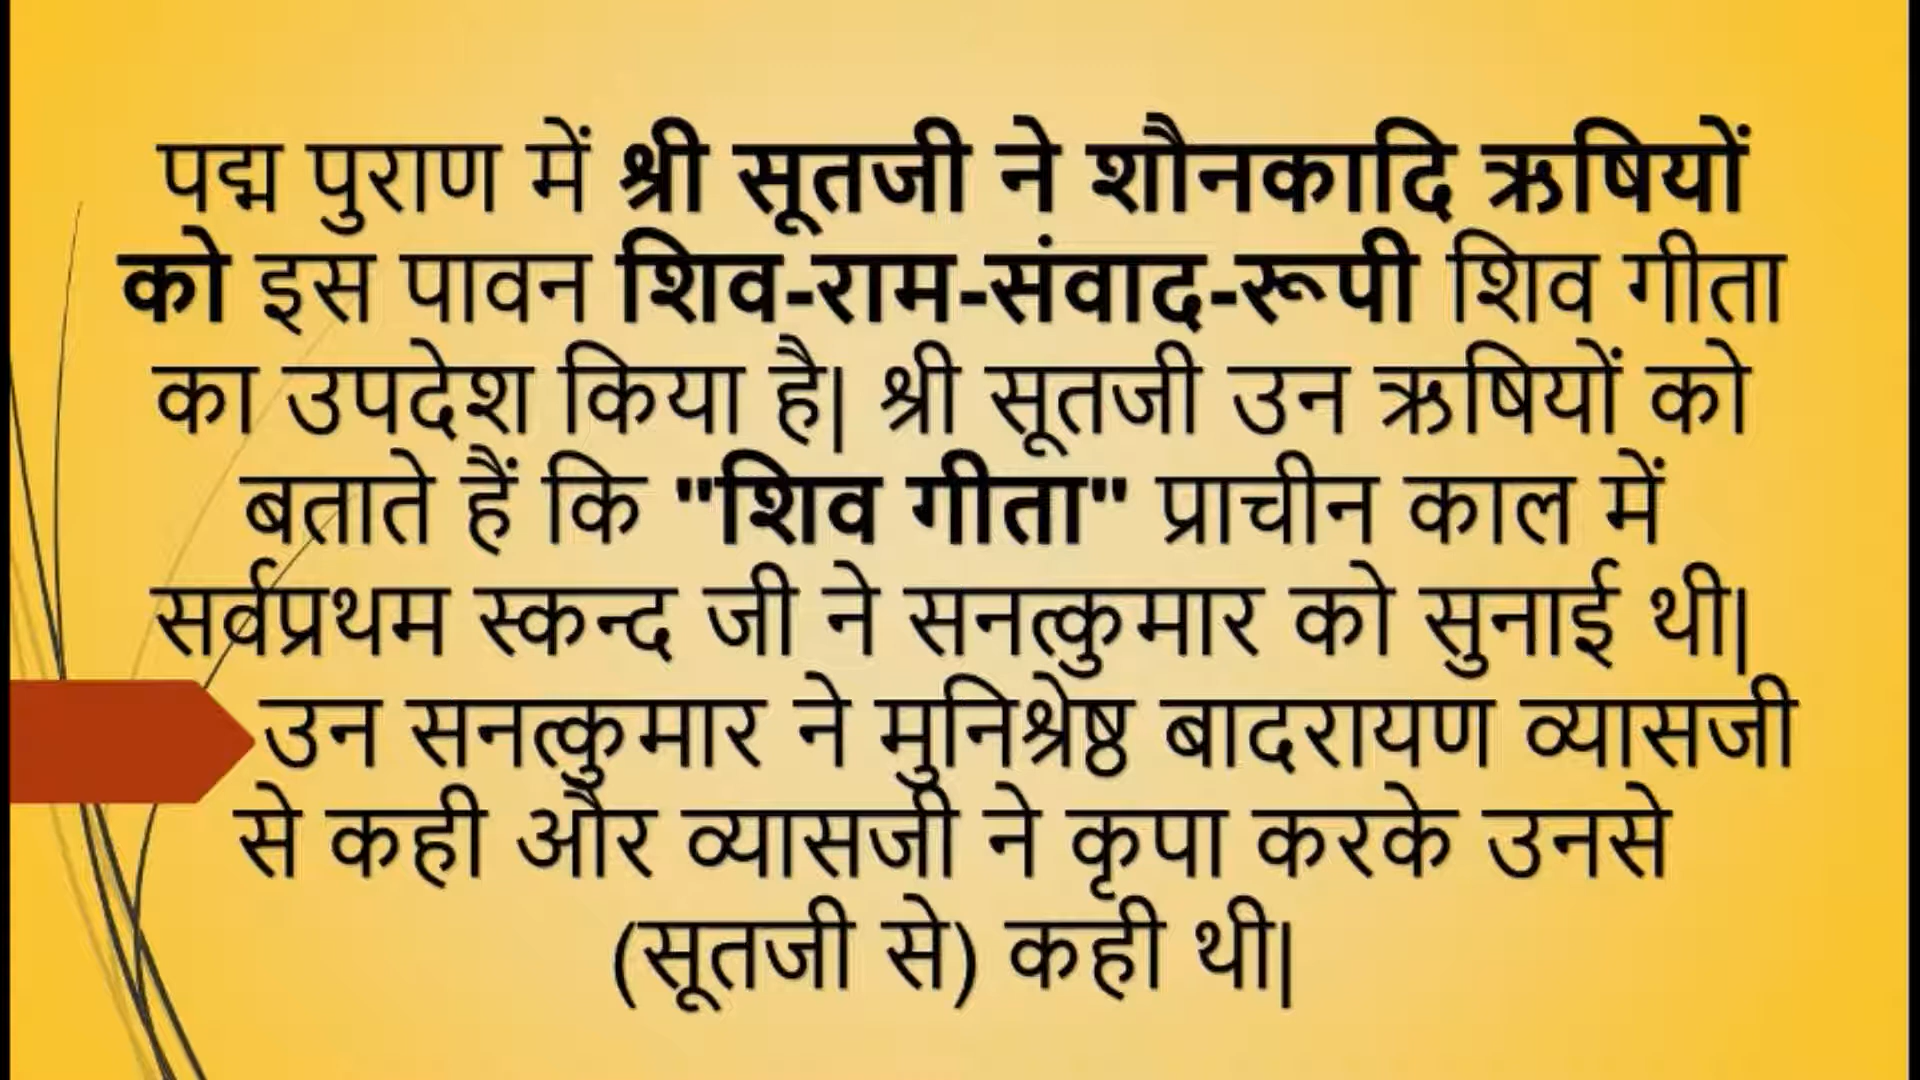 पद्म पुराण में श्री सूतजी ने शौनकादि ऋषियों
को इस पावन शिव-राम-संवाद-रूपी शिव गीता
का उपदेश किया है| श्री सूतजी उन ऋषियों को
बताते हैं कि "शिव गीता" प्राचीन काल में
सर्वप्रथम स्कन्द जी ने सनत्कुमार को सुनाई थी|
उन सनत्कुमार ने मुनिश्रेष्ठ बादरायण व्यासजी
से कही और व्यासजी ने कृपा करके उनसे
(सूतजी से) कही थी|